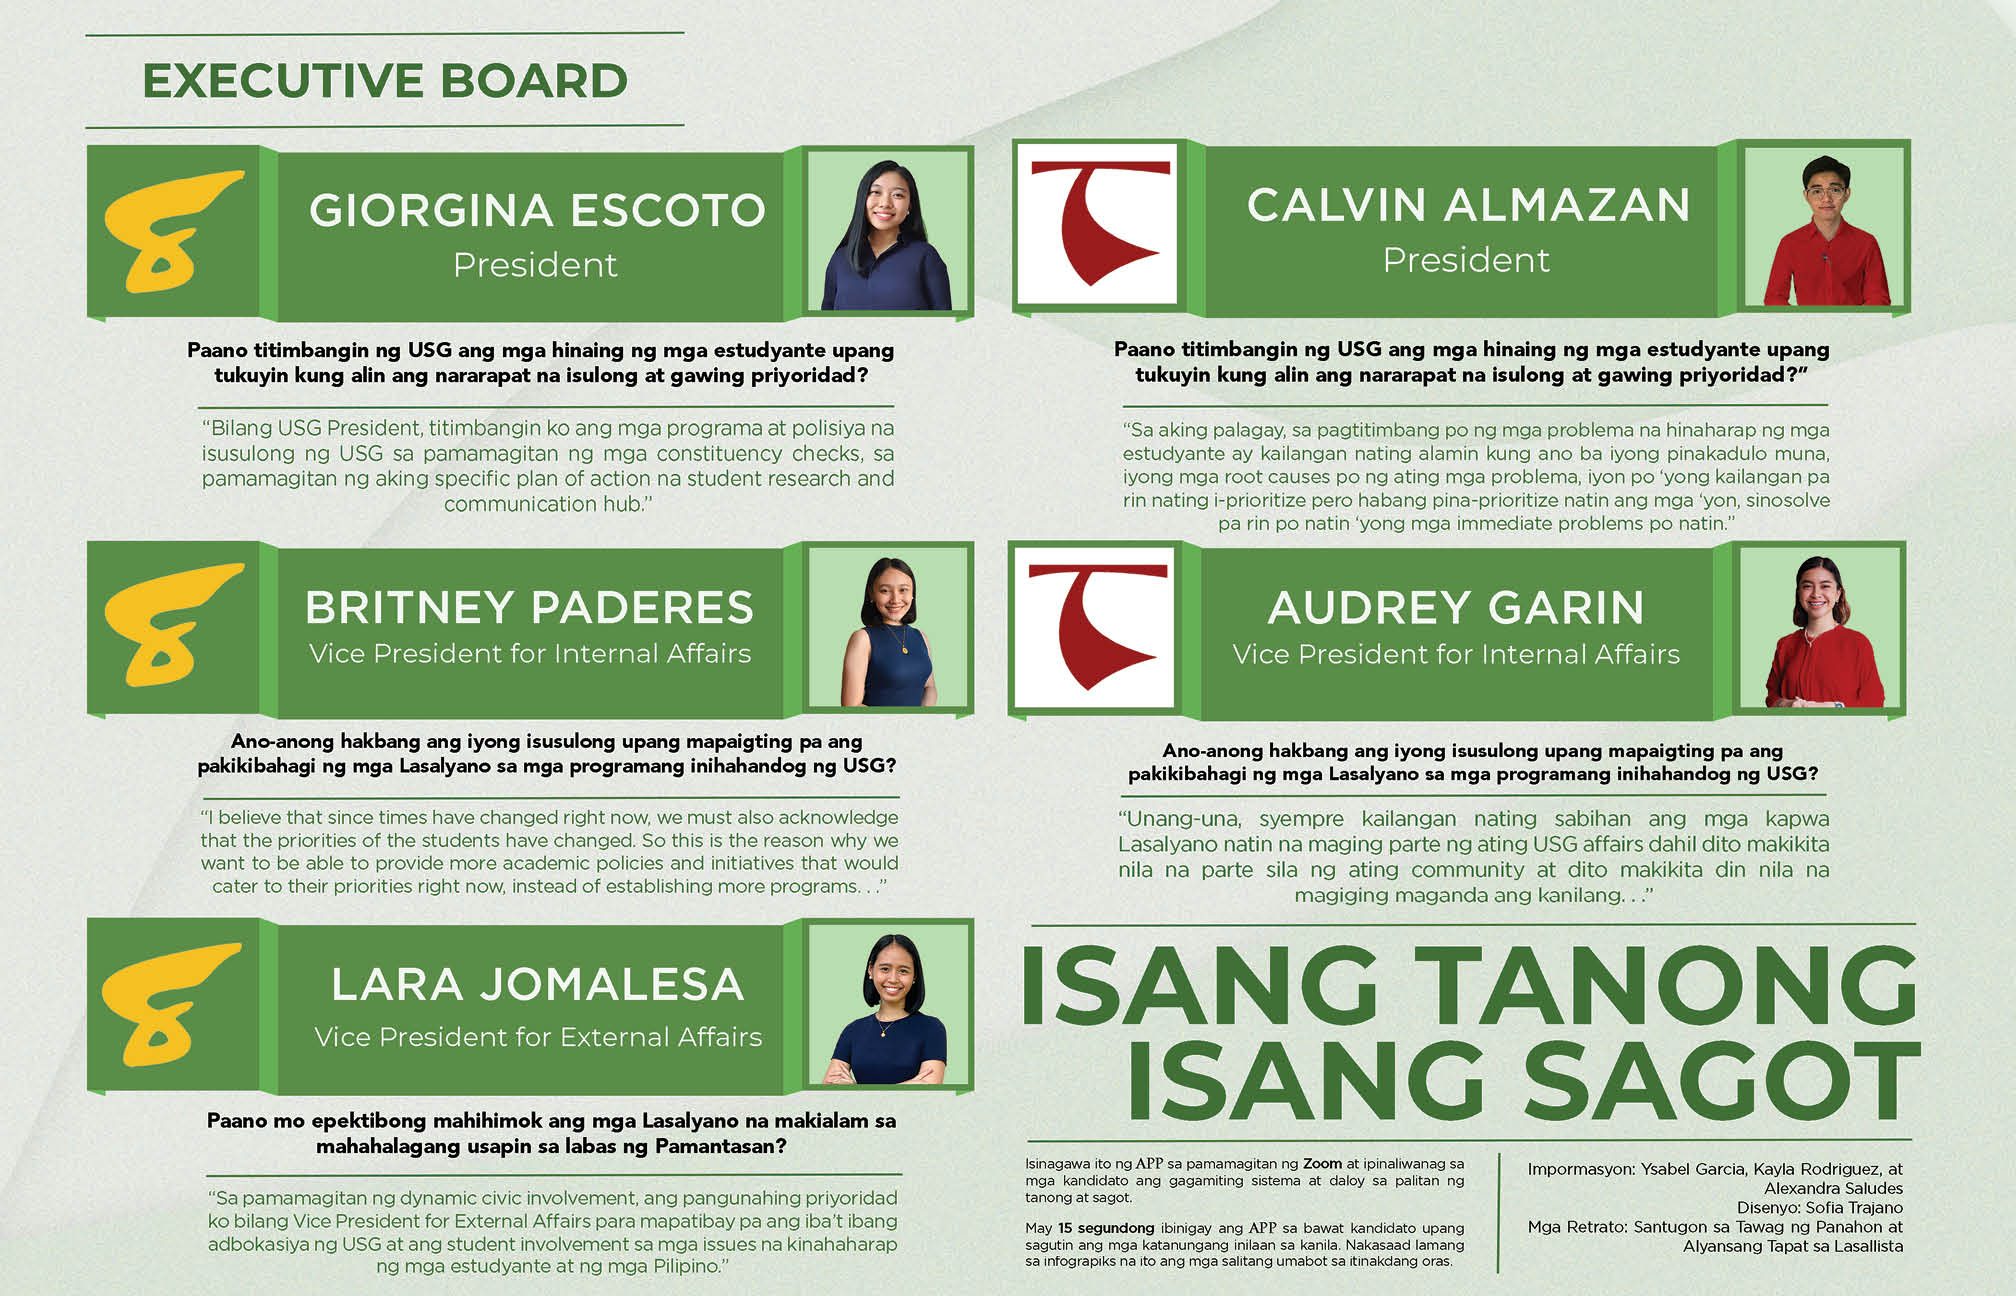 EXECUTIVE BOARD
GIORGINA ESCOTO
President
Paano titimbangin ng USG ang mga hinaing ng mga estudyante upang
tukuyin kung alin ang nararapat na isulong at gawing priyoridad?
“Bilang USG President, titimbangin ko ang mga programa at polisiya na
isusulong ng USG sa pamamagitan ng mga constituency checks, sa
pamamagitan ng aking specific plan of action na student research and
communication hub.”
BRITNEY PADERES
Vice President for Internal Affairs
Ano-anong hakbang ang iyong isusulong upang mapaigting pa ang
pakikibahagi ng mga Lasalyano sa mga programang inihahandog ng USG?
“I believe that since times have changed right now, we must also acknowledge
that the priorities of the students have changed. So this is the reason why we
want to be able to provide more academic policies and initiatives that would
cater to their priorities right now, instead of establishing more programs. . .”
LARA JOMALESA
Vice President for External Affairs
Paano mo epektibong mahihimok ang mga Lasalyano na makialam sa
mahahalagang usapin sa labas ng Pamantasan?
“Sa pamamagitan ng dynamic civic involvement, ang pangunahing priyoridad
ko bilang Vice President for External Affairs para mapatibay pa ang iba’t ibang
adbokasiya ng USG at ang student involvement sa mga issues na kinahaharap
ng mga estudyante at ng mga Pilipino.”
CALVIN ALMAZAN
President
Paano titimbangin ng USG ang mga hinaing ng mga estudyante upang
tukuyin kung alin ang nararapat na isulong at gawing priyoridad?”
“Sa aking palagay, sa pagtitimbang po ng mga problema na hinaharap ng mga
estudyante ay kailangan nating alamin kung ano ba iyong pinakadulo muna,
iyong mga root causes po ng ating mga problema, iyon po ‘yong kailangan pa
rin nating i-prioritize pero habang pina-prioritize natin ang mga ‘yon, sinosolve
pa rin po natin ‘yong mga immediate problems po natin.”
AUDREY GARIN
Vice President for Internal Affairs
Ano-anong hakbang ang iyong isusulong upang mapaigting pa ang
pakikibahagi ng mga Lasalyano sa mga programang inihahandog ng USG?
“Unang-una, syempre kailangan nating sabihan ang mga kapwa
Lasalyano natin na maging parte ng ating USG affairs dahil dito makikita
nila na parte sila ng ating community at dito makikita din nila na
magiging maganda ang kanilang. . .”
ISANG TANONG
ISANG SAGOT
Isinagawa ito ng APP sa pamamagitan ng Zoom at ipinaliwanag sa
mga kandidato ang gagamiting sistema at daloy sa palitan ng
tanong at sagot.
May 15 segundong ibinigay ang APP sa bawat kandidato upang
sagutin ang mga katanungang inilaan sa kanila. Nakasaad lamang
sa infograpiks na ito ang mga salitang umabot sa itinakdang oras.
Impormasyon: Ysabel Garcia, Kayla Rodriguez, at
Alexandra Saludes
Disenyo: Sofia Trajano
Mga Retrato: Santugon sa Tawag ng Panahon at
Alyansang Tapat sa Lasallista